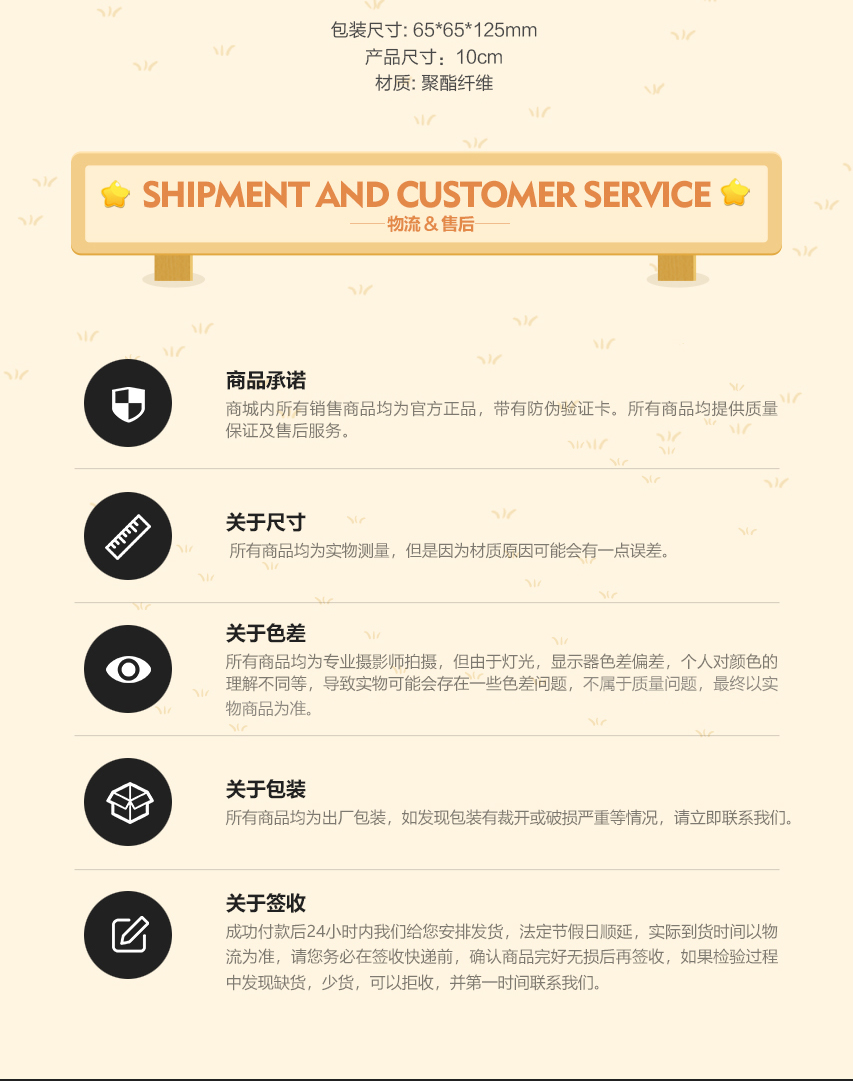 包装尺寸: 65*65*125mm
产品尺寸：10cm
材质: 聚酯纤维
SHIPMENT AND CUSTOMER SERVICE
物流 & 售后
商品承诺
商城内所有销售商品均为官方正品，带有防伪验证卡。所有商品均提供质量
保证及售后服务。
关于尺寸
所有商品均为实物测量，但是因为材质原因可能会有一点误差。
关于色差
所有商品均为专业摄影师拍摄，但由于灯光，显示器色差偏差，个人对颜色的
理解不同等，导致实物可能会存在一些色差问题，不属于质量问题，最终以实
物商品为准。
关于包装
所有商品均为出厂包装，如发现包装有裁开或破损严重等情况，请立即联系我们。
关于签收
成功付款后24小时内我们给您安排发货，法定节假日顺延，实际到货时间以物
流为准，请您务必在签收快递前，确认商品完好无损后再签收，如果检验过程
中发现缺货，少货，可以拒收，并第一时间联系我们。